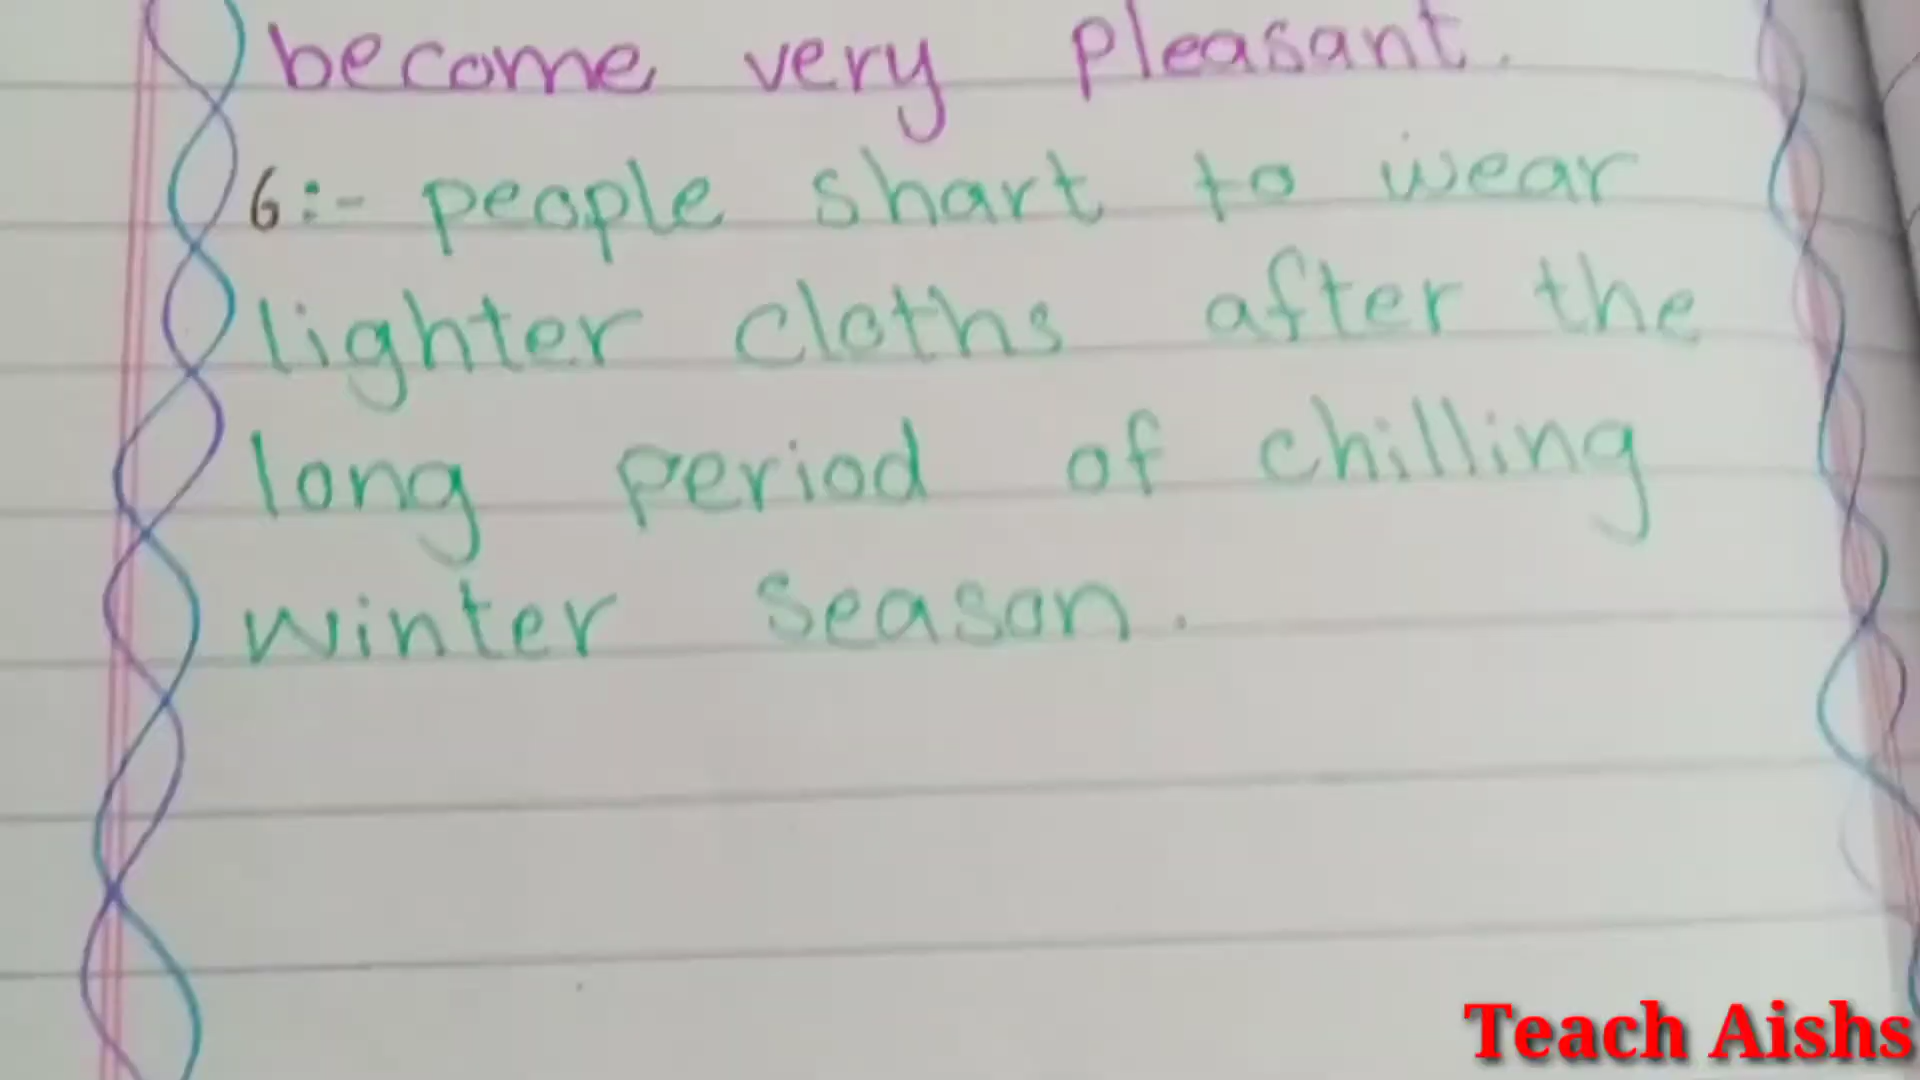 become very pleasant.
6:- people shart to wear
lighter cloths after the
long period of chilling
winter season.
Teach Aishs